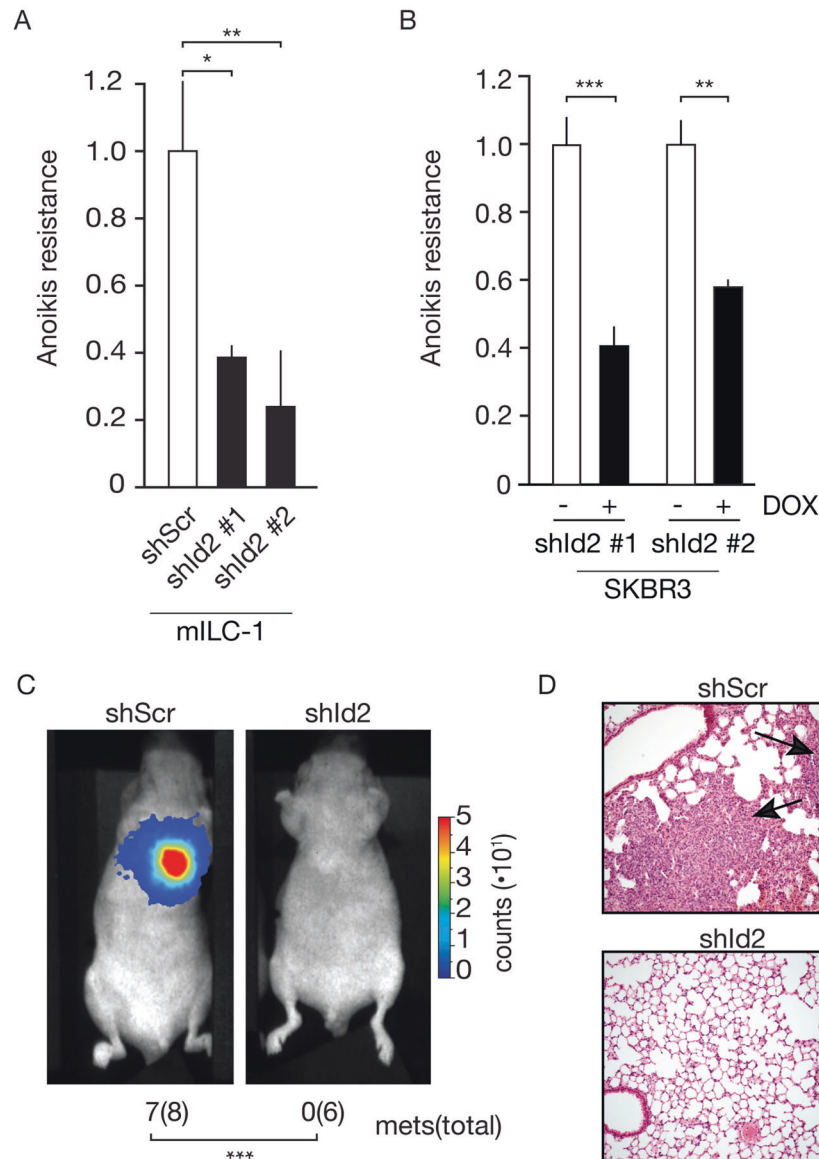 A
**
*
1.2
1.0
0.8
0.6
0.4
0.2
0
Anoikis resistance
shScr
shId2 #1
shId2 #2
mILC-1
B
***
**
1.2
1.0
0.8
0.6
0.4
0.2
0
Anoikis resistance
- + - + DOX
shId2 #1 shId2 #2
SKBR3
C
shScr shId2
5
4
3
2
1
0
counts (•10¹)
7(8) 0(6) mets(total)
***
D
shScr
shId2